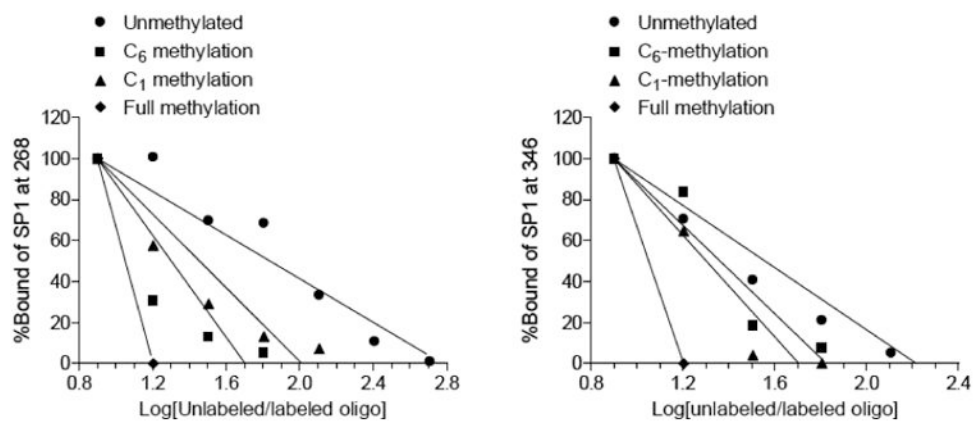 Unmethylated
C6 methylation
C1 methylation
Full methylation
%Bound of SP1 at 268
120
100
80
60
40
20
0
0.8 1.2 1.6 2.0 2.4 2.8
Log[Unlabeled/labeled oligo]
Unmethylated
C6-methylation
C1-methylation
Full methylation
%Bound of SP1 at 346
120
100
80
60
40
20
0
0.8 1.2 1.6 2.0 2.4
Log[unlabeled/labeled oligo]